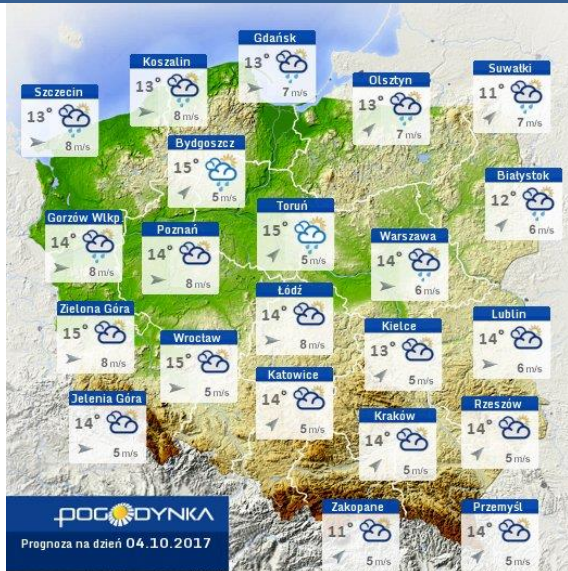 Gdańsk
13°
7 m/s
Koszalin
13°
8 m/s
Suwałki
11°
7 m/s
Olsztyn
13°
7 m/s
Szczecin
13°
8 m/s
Bydgoszcz
15°
5 m/s
Białystok
12°
6 m/s
Toruń
15°
5 m/s
Gorzów Wlkp
14°
8 m/s
Poznań
14°
8 m/s
Warszawa
14°
6 m/s
Łódź
14°
8 m/s
Zielona Góra
15°
8 m/s
Lublin
14°
6 m/s
Kielce
13°
5 m/s
Wrocław
15°
5 m/s
Katowice
14°
5 m/s
Jelenia Góra
14°
5 m/s
Rzeszów
14°
5 m/s
Kraków
14°
5 m/s
Zakopane
11°
5 m/s
Przemyśl
14°
5 m/s
POGODYNKA
Prognoza na dzień 04.10.2017